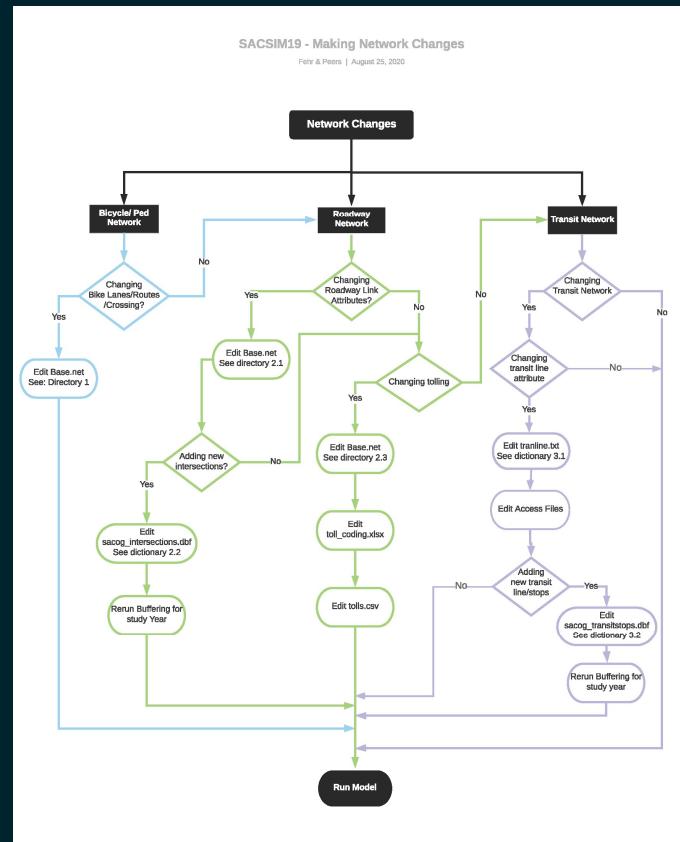 SACSIM19 - Making Network Changes
Fehr & Peers | August 25, 2020
Network Changes
Bicycle/ Ped
Network
Roadway
Network
Transit Network
No
Changing
Bike Lanes/Routes
/Crossing?
Yes
Edit Base.net
See: Directory 1
Changing
Roadway Link
Attributes?
Yes
No
Edit Base.net
See directory 2.1
Changing tolling
No
Yes
Adding new
intersections?
No
Yes
Edit
sacog_intersections.dbf
See dictionary 2.2
Rerun Buffering for
study Year
Edit Base.net
See directory 2.3
Edit
toll_coding.xlsx
Edit tolls.csv
Changing
Transit Network
Yes
No
Changing
transit line
attribute
No
Yes
Edit tranline.txt
See dictionary 3.1
Edit Access Files
Adding
new transit
line/stops
No
Yes
Edit
sacog_transitstops.dbf
See dictionary 3.2
Rerun Buffering for
study year
Run Model